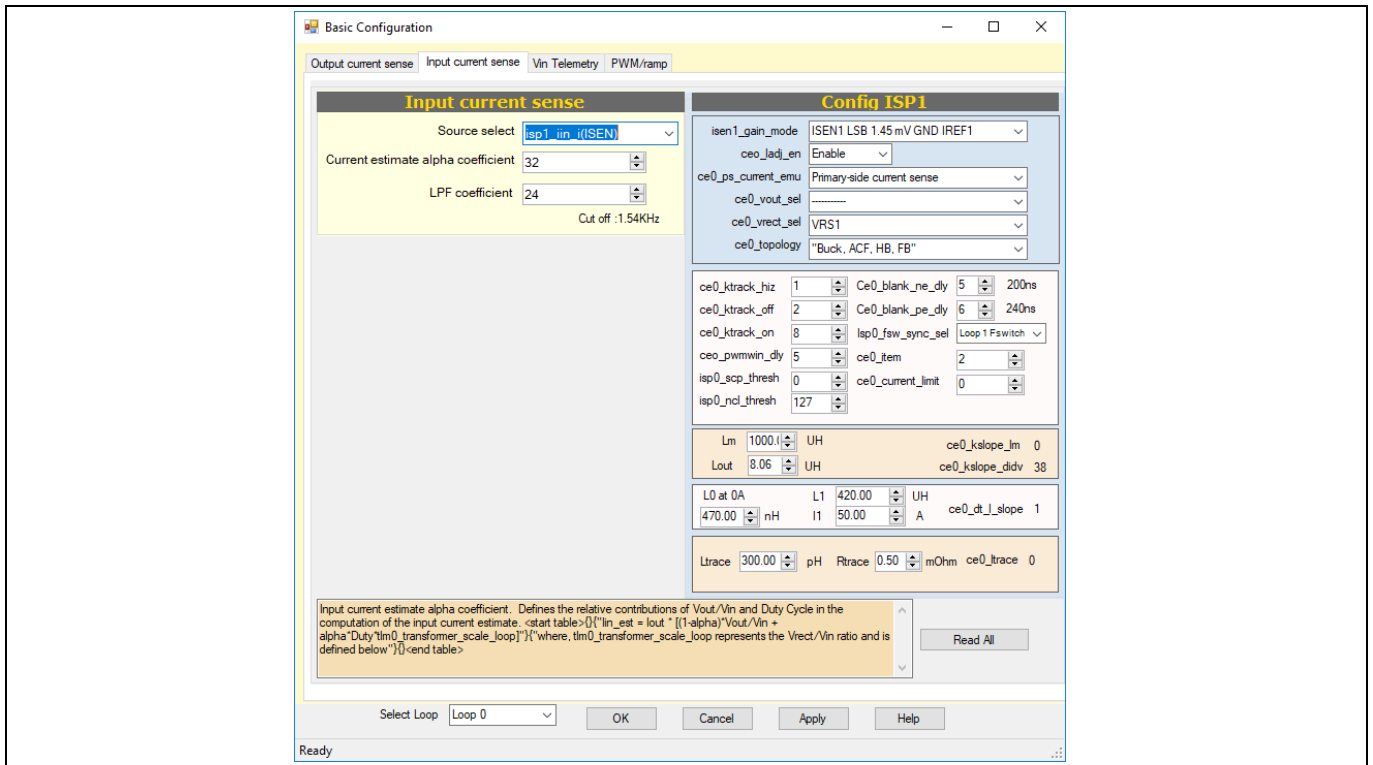 Basic Configuration
Output current sense Input current sense Vin Telemetry PWM/ramp
Input current sense
Source select isp1_iin_i(ISEN)
Current estimate alpha coefficient 32
LPF coefficient 24
Cut off :1.54KHz
Config ISP1
isen1_gain_mode ISEN1 LSB 1.45 mV GND IREF1
ceo_ladj_en Enable
ce0_ps_current_emu Primary-side current sense
ce0_vout_sel -----------
ce0_vrect_sel VRS1
ce0_topology "Buck, ACF, HB, FB"
ce0_ktrack_hiz 1 Ce0_blank_ne_dly 5 200ns
ce0_ktrack_off 2 Ce0_blank_pe_dly 6 240ns
ce0_ktrack_on 8 Isp0_fsw_sync_sel Loop 1 Fswitch
ceo_pwmwin_dly 5 ce0_item 2
isp0_scp_thresh 0 ce0_current_limit 0
isp0_ncl_thresh 127
Lm 1000.( UH ce0_kslope_lm 0
Lout 8.06 UH ce0_kslope_didv 38
L0 at 0A L1 420.00 UH
470.00 nH I1 50.00 A ce0_dt_l_slope 1
Ltrace 300.00 pH Rtrace 0.50 mOhm ce0_ltrace 0
Input current estimate alpha coefficient. Defines the relative contributions of Vout/Vin and Duty Cycle in the
computation of the input current estimate. <start table>{}{"Iin_est = Iout * [(1-alpha)*Vout/Vin +
alpha*Duty*tlm0_transformer_scale_loop]"}{"where, tlm0_transformer_scale_loop represents the Vrect/Vin ratio and is
defined below"}{}<end table>
Read All
Select Loop Loop 0 OK Cancel Apply Help
Ready